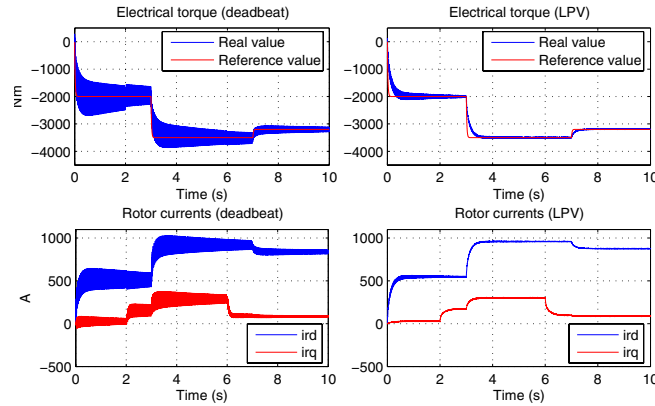 Electrical torque (deadbeat)
0
−1000
−2000
−3000
−4000
Nm
Real value
Reference value
0 2 4 6 8 10
Time (s)
Electrical torque (LPV)
0
−1000
−2000
−3000
−4000
Real value
Reference value
0 2 4 6 8 10
Time (s)
Rotor currents (deadbeat)
1000
500
0
−500
A
ird
irq
0 2 4 6 8 10
Time (s)
Rotor currents (LPV)
1000
500
0
−500
ird
irq
0 2 4 6 8 10
Time (s)